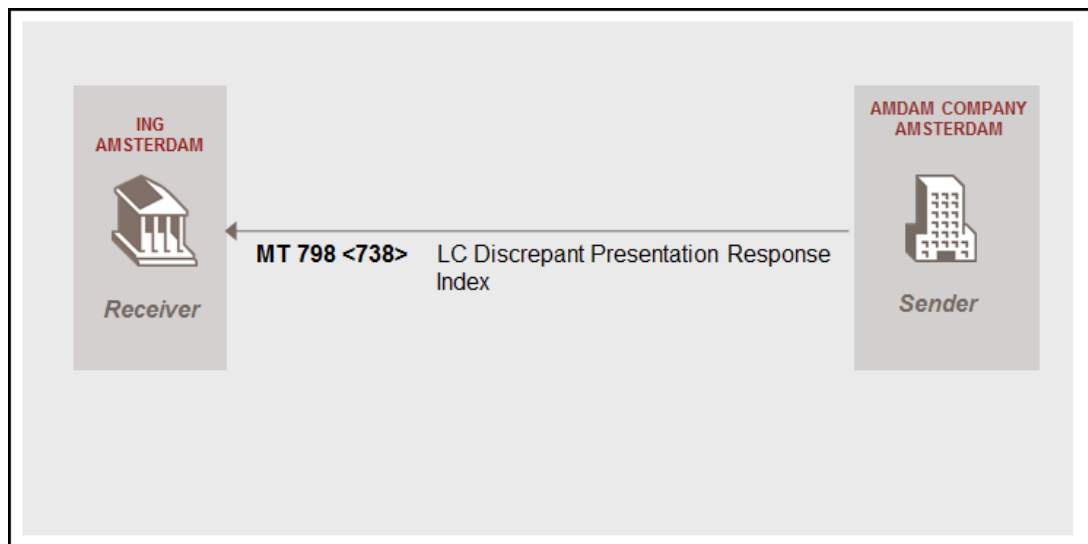 ING
AMSTERDAM
Receiver
MT 798 <738> LC Discrepant Presentation Response
Index
AMDAM COMPANY
AMSTERDAM
Sender